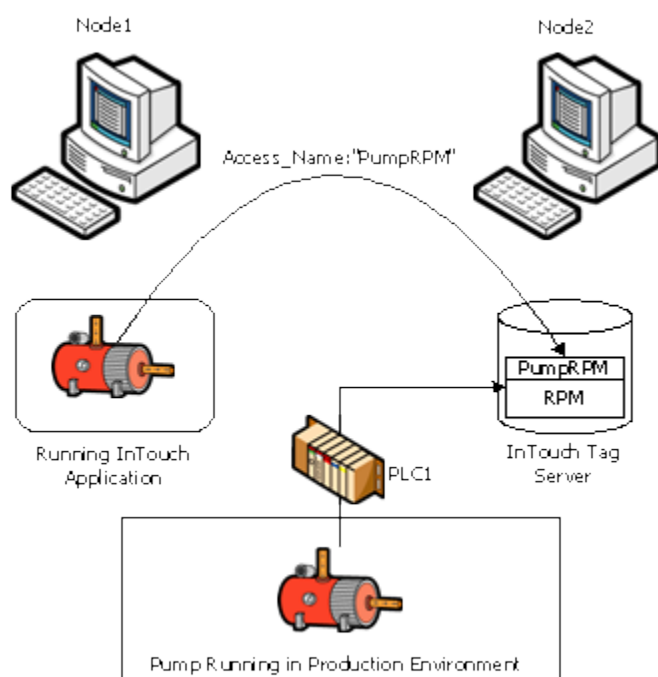 Node1
Node2
Access_Name:"PumpRPM"
PumpRPM
RPM
Running InTouch
Application
InTouch Tag
Server
PLC1
Pump Running in Production Environment